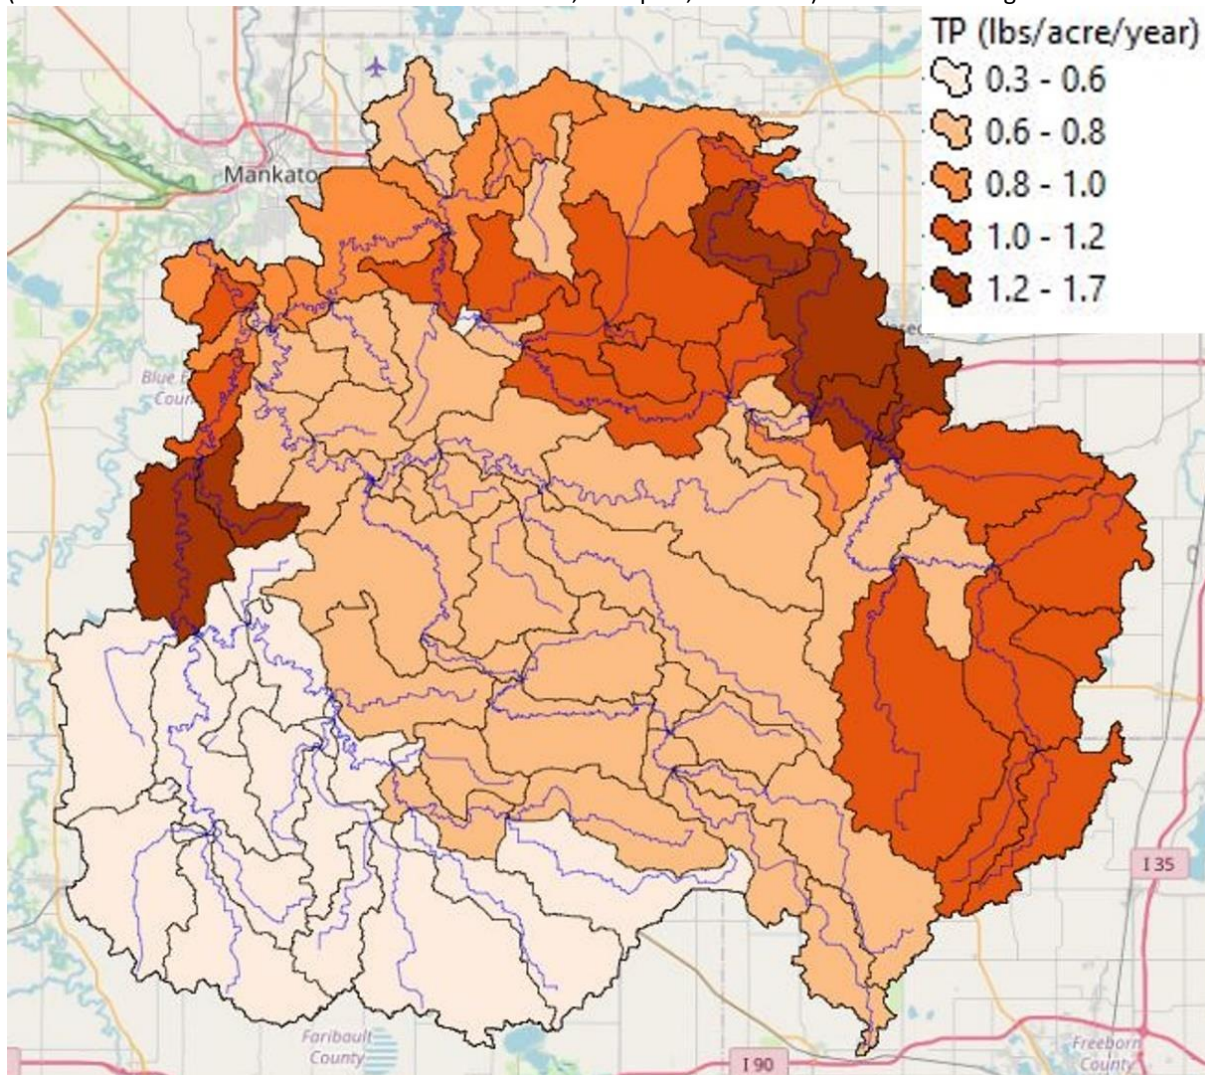 TP (lbs/acre/year)
0.3 - 0.6
0.6 - 0.8
0.8 - 1.0
1.0 - 1.2
1.2 - 1.7
Mankato
I 35
Faribault
County
I 90
Freeborn
County